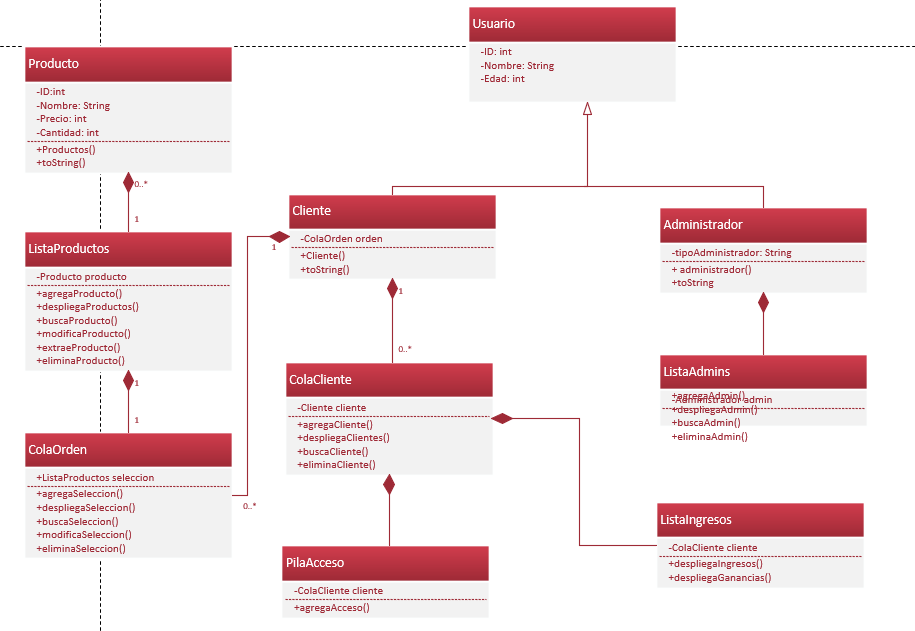 Usuario
-ID: int
-Nombre: String
-Edad: int
Producto
-ID:int
-Nombre: String
-Precio: int
-Cantidad: int
+Productos()
+toString()
0..*
1
ListaProductos
-Producto producto
+agregaProducto()
+despliegaProductos()
+buscaProducto()
+modificaProducto()
+extraeProducto()
+eliminaProducto()
1
1
ColaOrden
+ListaProductos seleccion
+agregaSeleccion()
+despliegaSeleccion()
+buscaSeleccion()
+modificaSeleccion()
+eliminaSeleccion()
0..*
1
Cliente
-ColaOrden orden
+Cliente()
+toString()
1
0..*
ColaCliente
-Cliente cliente
+agregaCliente()
+despliegaClientes()
+buscaCliente()
+eliminaCliente()
PilaAcceso
-ColaCliente cliente
+agregaAcceso()
Administrador
-tipoAdministrador: String
+ administrador()
+toString
ListaAdmins
+agregaAdmin()
-Administrador admin
+despliegaAdmin()
+buscaAdmin()
+eliminaAdmin()
ListaIngresos
-ColaCliente cliente
+despliegaIngresos()
+despliegaGanancias()